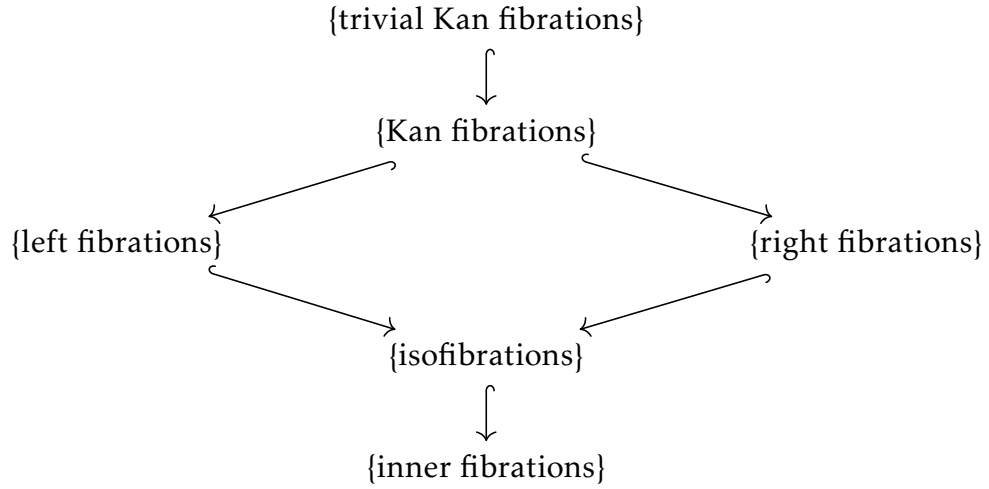 {trivial Kan fibrations}
{Kan fibrations}
{left fibrations}
{right fibrations}
{isofibrations}
{inner fibrations}